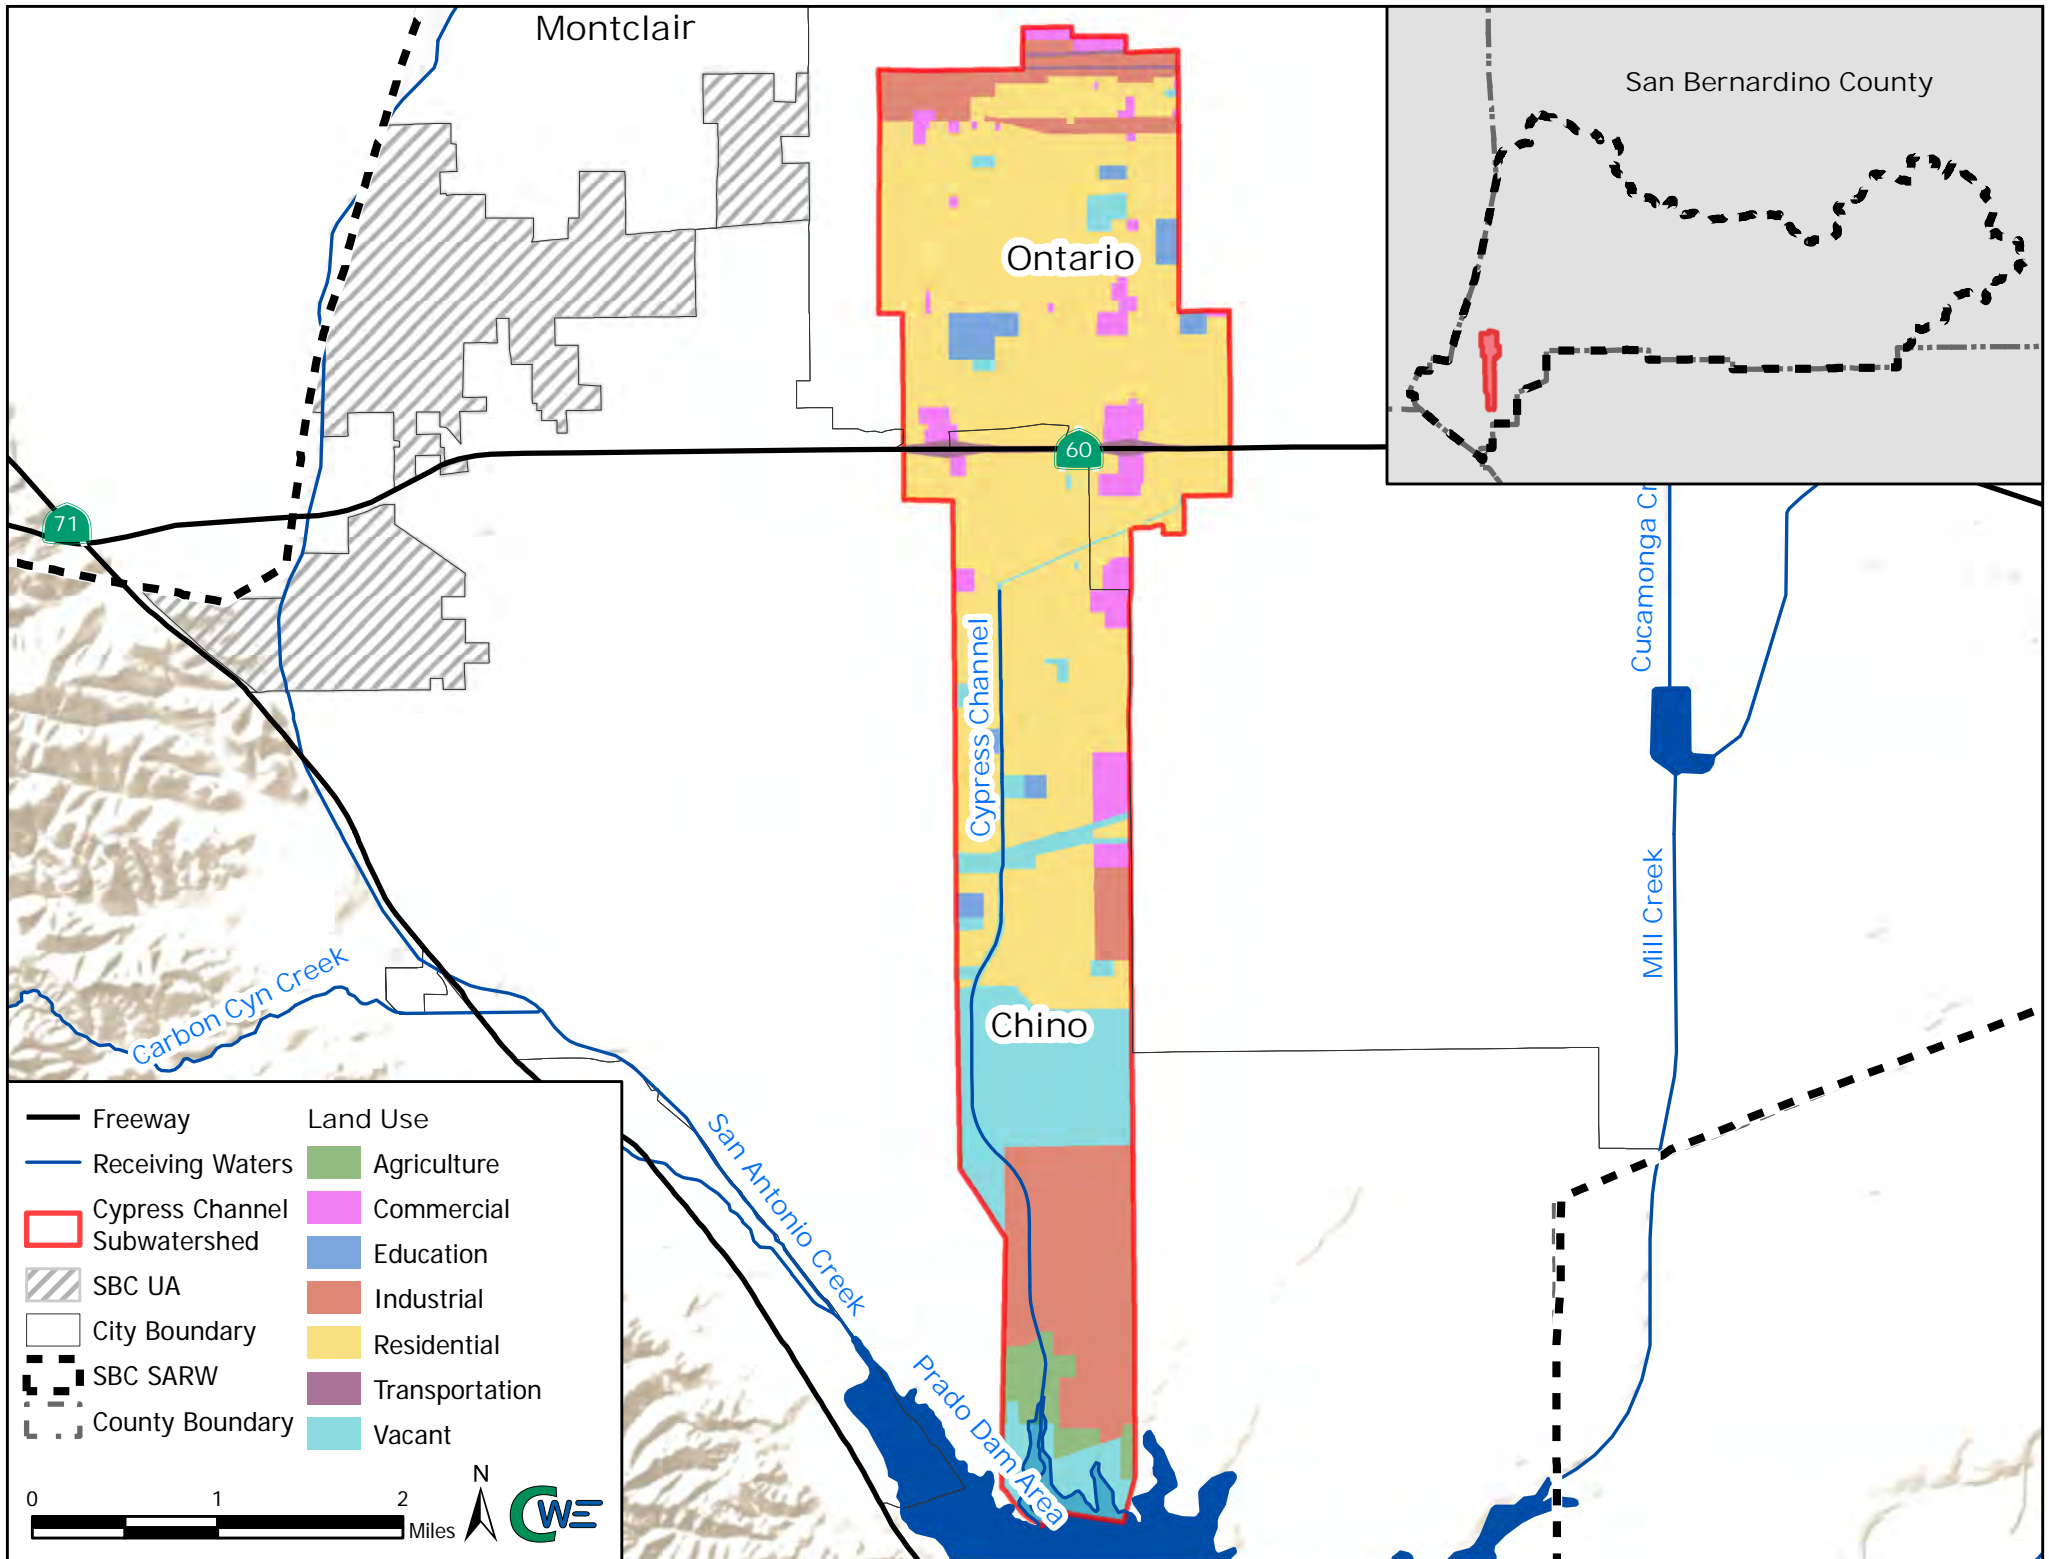 Montclair
San Bernardino County
Ontario
60
71
Cucamonga Cr
Cypress Channel
Mill Creek
Carbon Cyn Creek
Chino
San Antonio Creek
Prado Dam Area
Freeway
Receiving Waters
Cypress Channel
Subwatershed
SBC UA
City Boundary
SBC SARW
County Boundary
Land Use
Agriculture
Commercial
Education
Industrial
Residential
Transportation
Vacant
0 1 2
Miles
N
CWE